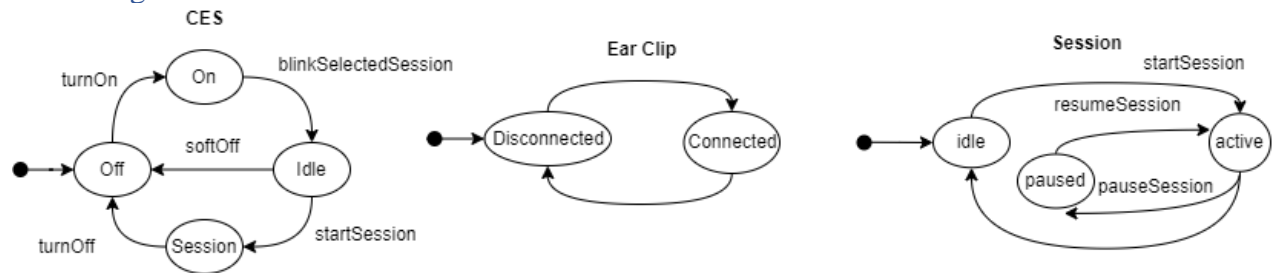 CES
turnOn
On
blinkSelectedSession
Off
softOff
Idle
turnOff
Session
startSession
Ear Clip
Disconnected
Connected
Session
startSession
resumeSession
idle
active
paused
pauseSession